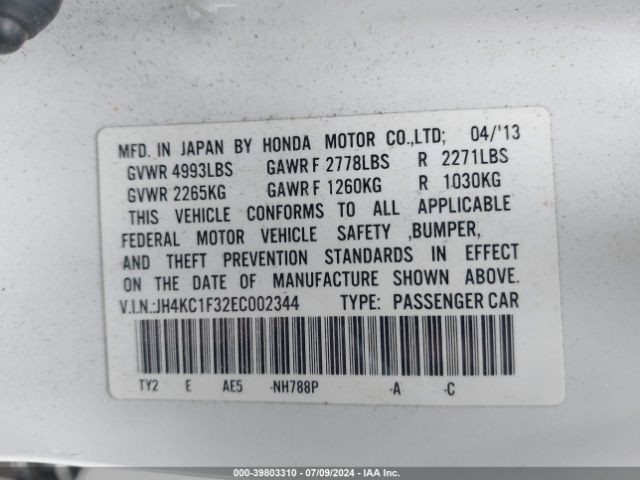 MFD. IN JAPAN BY HONDA MOTOR CO.,LTD; 04/'13
GVWR 4993LBS GAWR F 2778LBS R 2271LBS
GVWR 2265KG GAWR F 1260KG R 1030KG
THIS VEHICLE CONFORMS TO ALL APPLICABLE
FEDERAL MOTOR VEHICLE SAFETY ,BUMPER,
AND THEFT PREVENTION STANDARDS IN EFFECT
ON THE DATE OF MANUFACTURE SHOWN ABOVE.
V.I.N.:JH4KC1F32EC002344 TYPE: PASSENGER CAR
TY2 E AE5 -NH788P -A -C
000-39803310 - 07/09/2024 - IAAI.COM